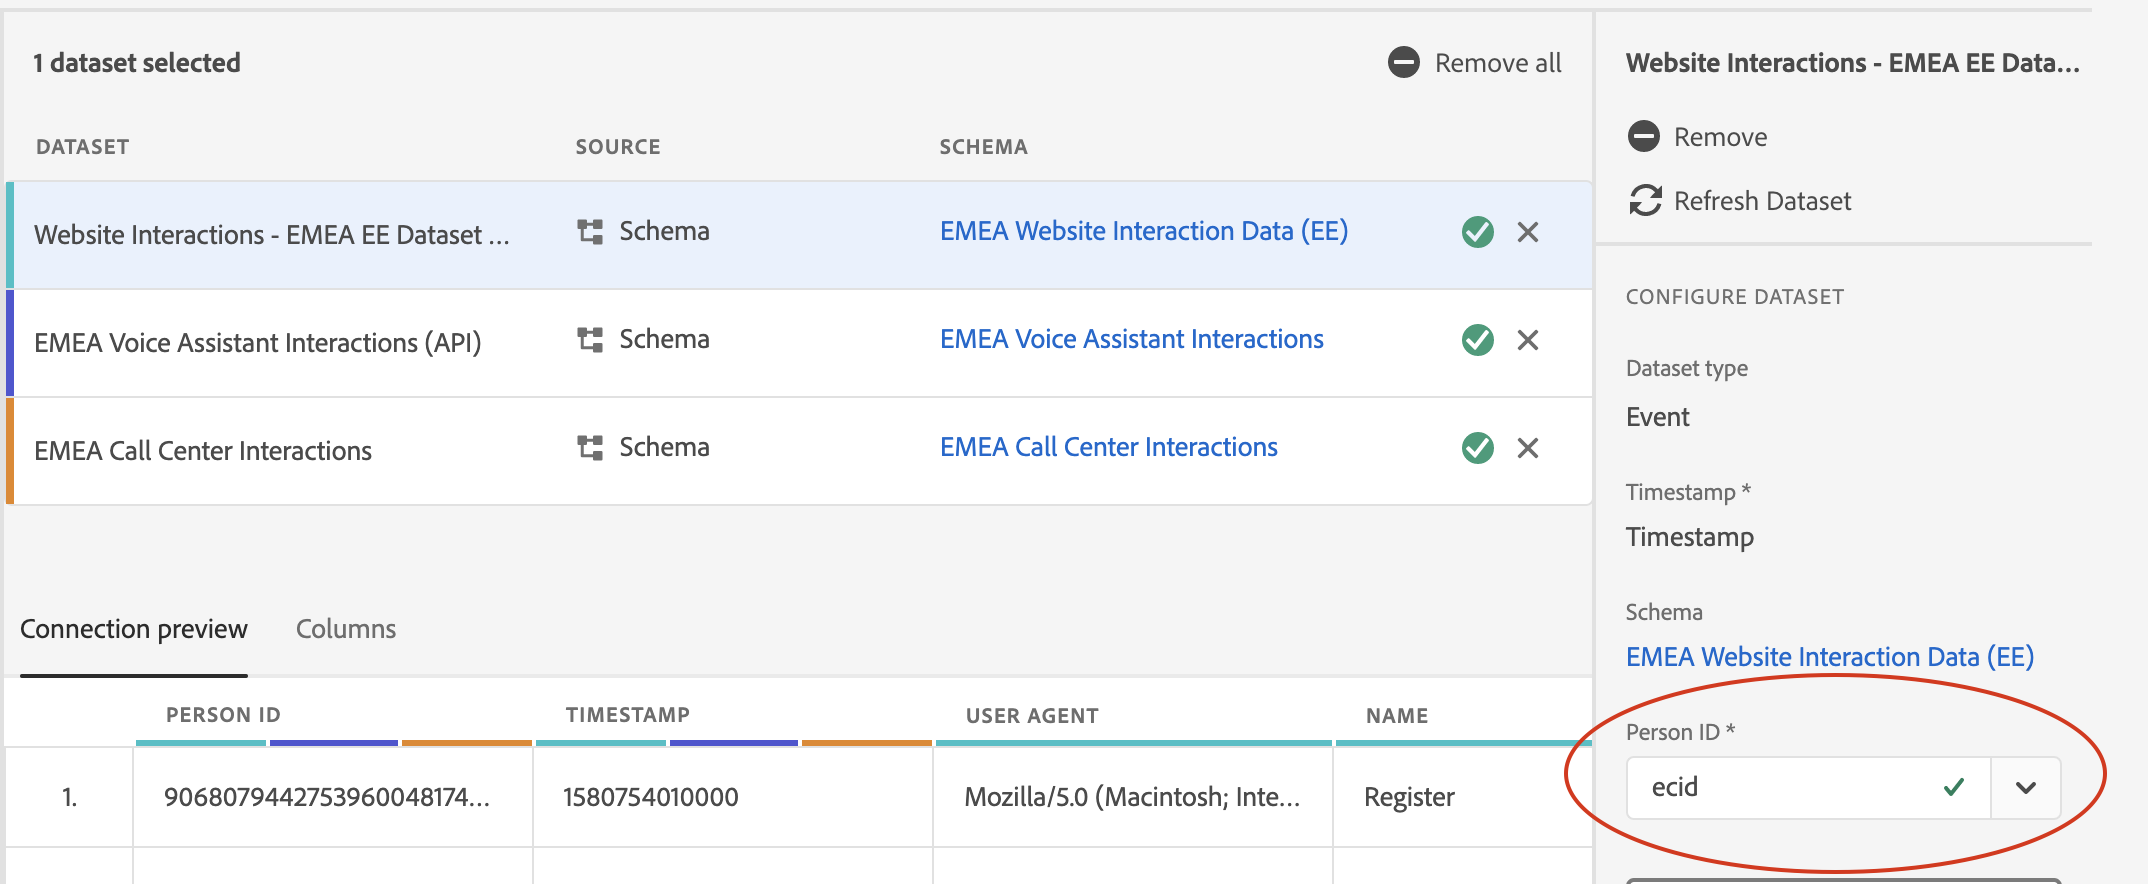 1 dataset selected
Remove all
DATASET SOURCE SCHEMA
Website Interactions - EMEA EE Dataset ... Schema EMEA Website Interaction Data (EE)
EMEA Voice Assistant Interactions (API) Schema EMEA Voice Assistant Interactions
EMEA Call Center Interactions Schema EMEA Call Center Interactions
Connection preview Columns
PERSON ID TIMESTAMP USER AGENT NAME
1. 9068079442753960048174... 1580754010000 Mozilla/5.0 (Macintosh; Inte... Register
Website Interactions - EMEA EE Data...
Remove
Refresh Dataset
CONFIGURE DATASET
Dataset type
Event
Timestamp *
Timestamp
Schema
EMEA Website Interaction Data (EE)
Person ID *
ecid